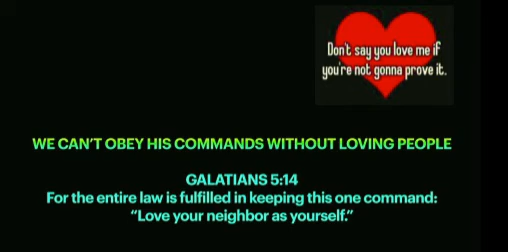 Don't say you love me if
you're not gonna prove it.
WE CAN'T OBEY HIS COMMANDS WITHOUT LOVING PEOPLE
GALATIANS 5:14
For the entire law is fulfilled in keeping this one command:
“Love your neighbor as yourself.”